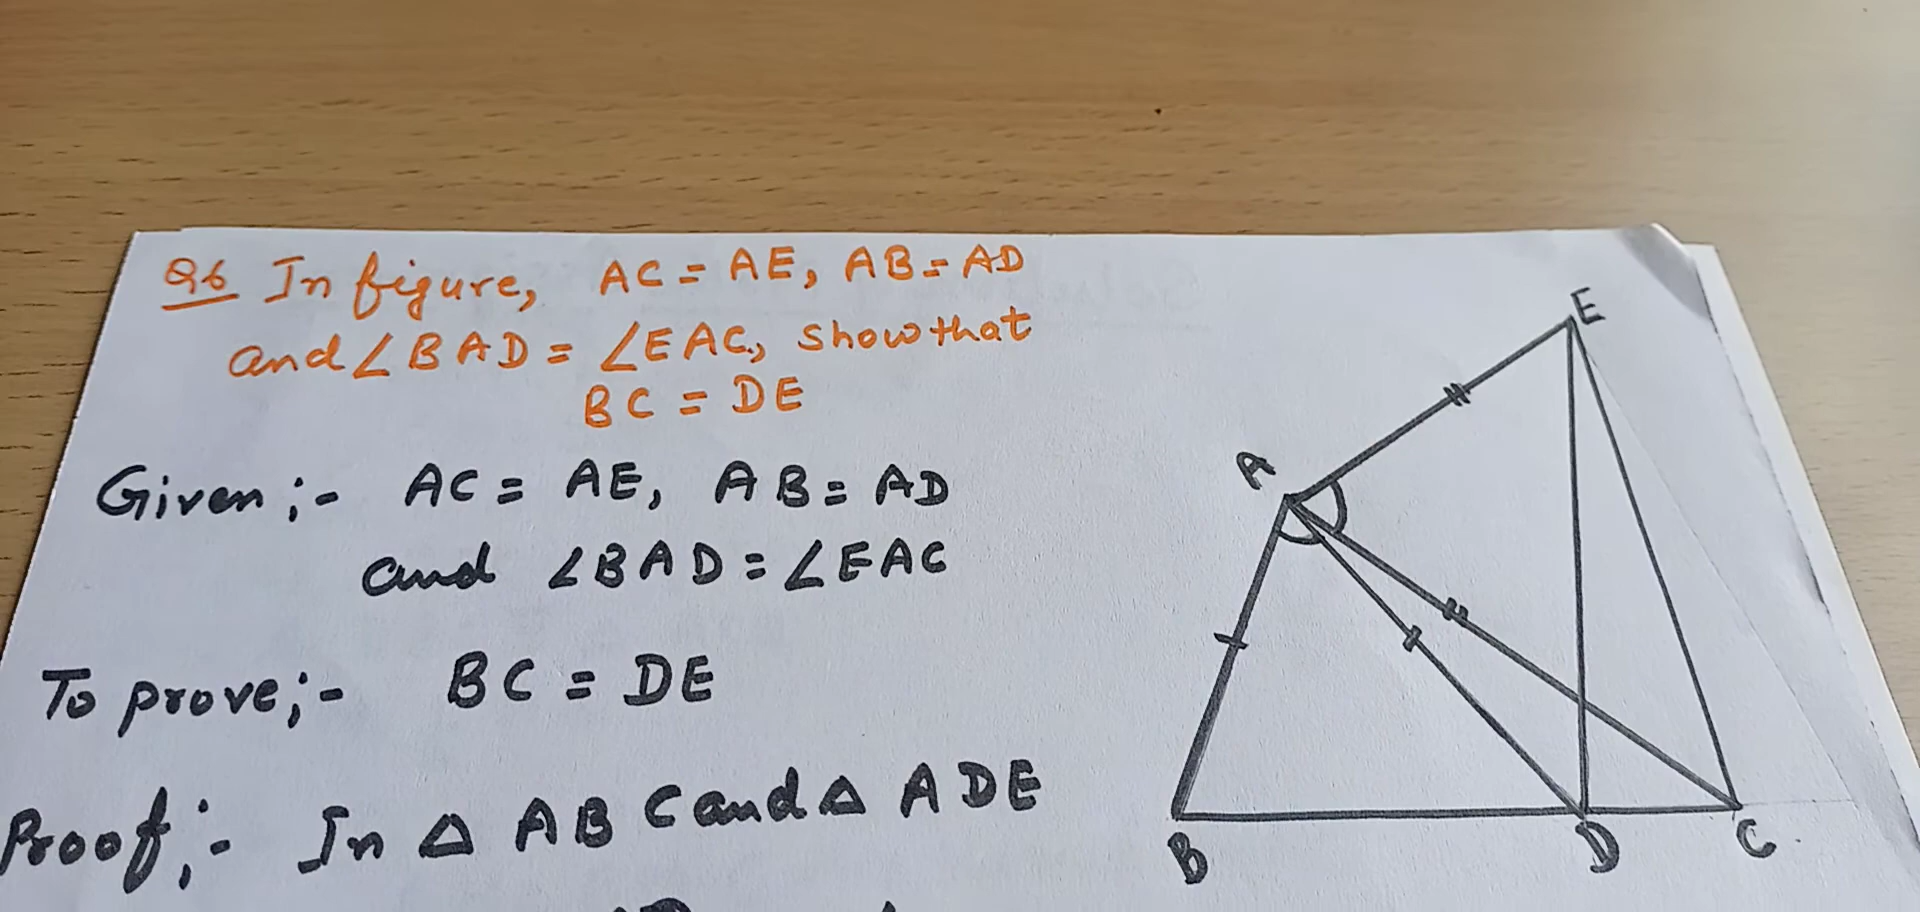 Q6 In figure, AC = AE, AB = AD
and ∠BAD = ∠EAC, show that
BC = DE
Given ;- AC = AE, AB = AD
and ∠BAD = ∠EAC
To prove ;- BC = DE
Proof ;- In △ ABC and △ ADE
E
A
B
D
C